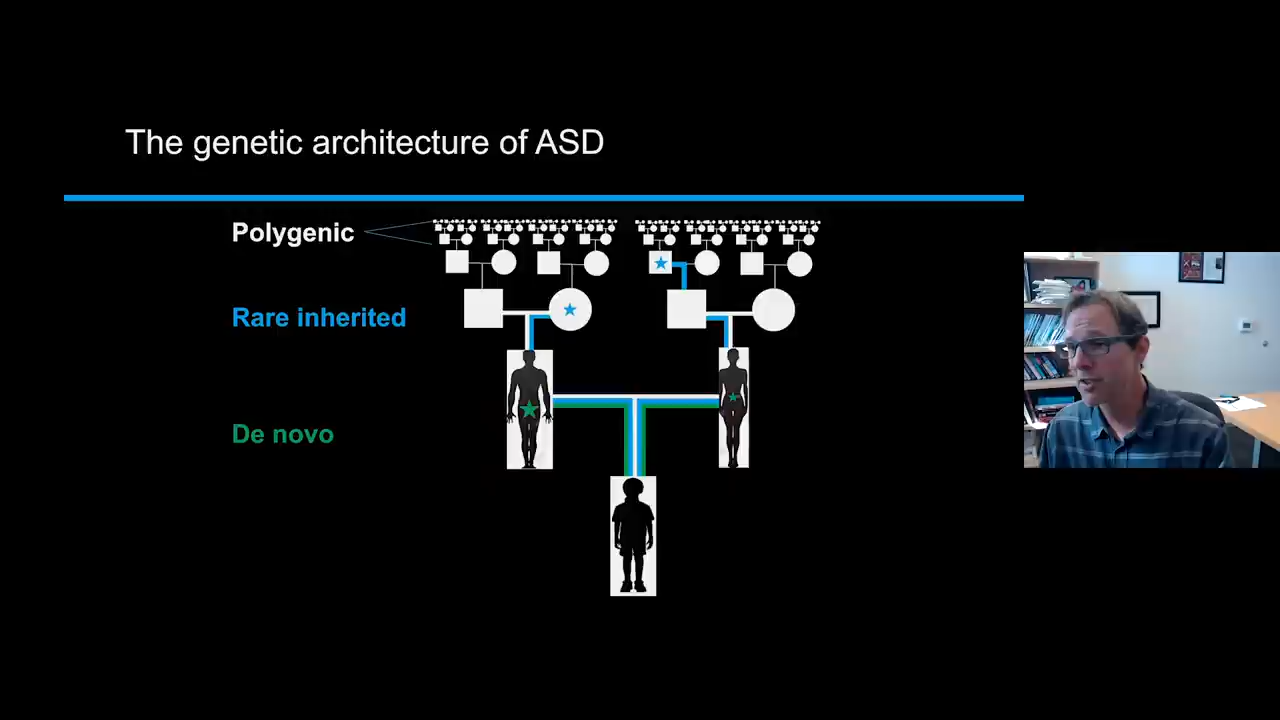 The genetic architecture of ASD
Polygenic
Rare inherited
De novo